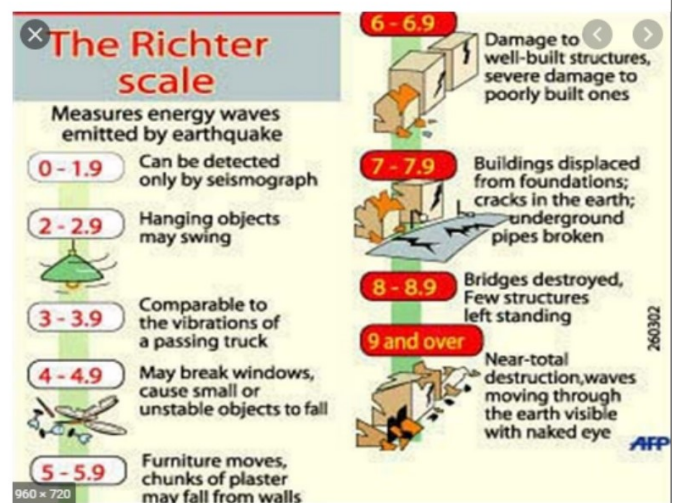 The Richter
scale
Measures energy waves
emitted by earthquake
0 - 1.9
Can be detected
only by seismograph
2 - 2.9
Hanging objects
may swing
3 - 3.9
Comparable to
the vibrations of
a passing truck
4 - 4.9
May break windows,
cause small or
unstable objects to fall
5 - 5.9
Furniture moves,
chunks of plaster
may fall from walls
960 × 720
6 - 6.9
Damage to
well-built structures,
severe damage to
poorly built ones
7 - 7.9
Buildings displaced
from foundations;
cracks in the earth;
underground
pipes broken
8 - 8.9
Bridges destroyed,
Few structures
left standing
9 and over
Near-total
destruction,waves
moving through
the earth visible
with naked eye
260302
AFP